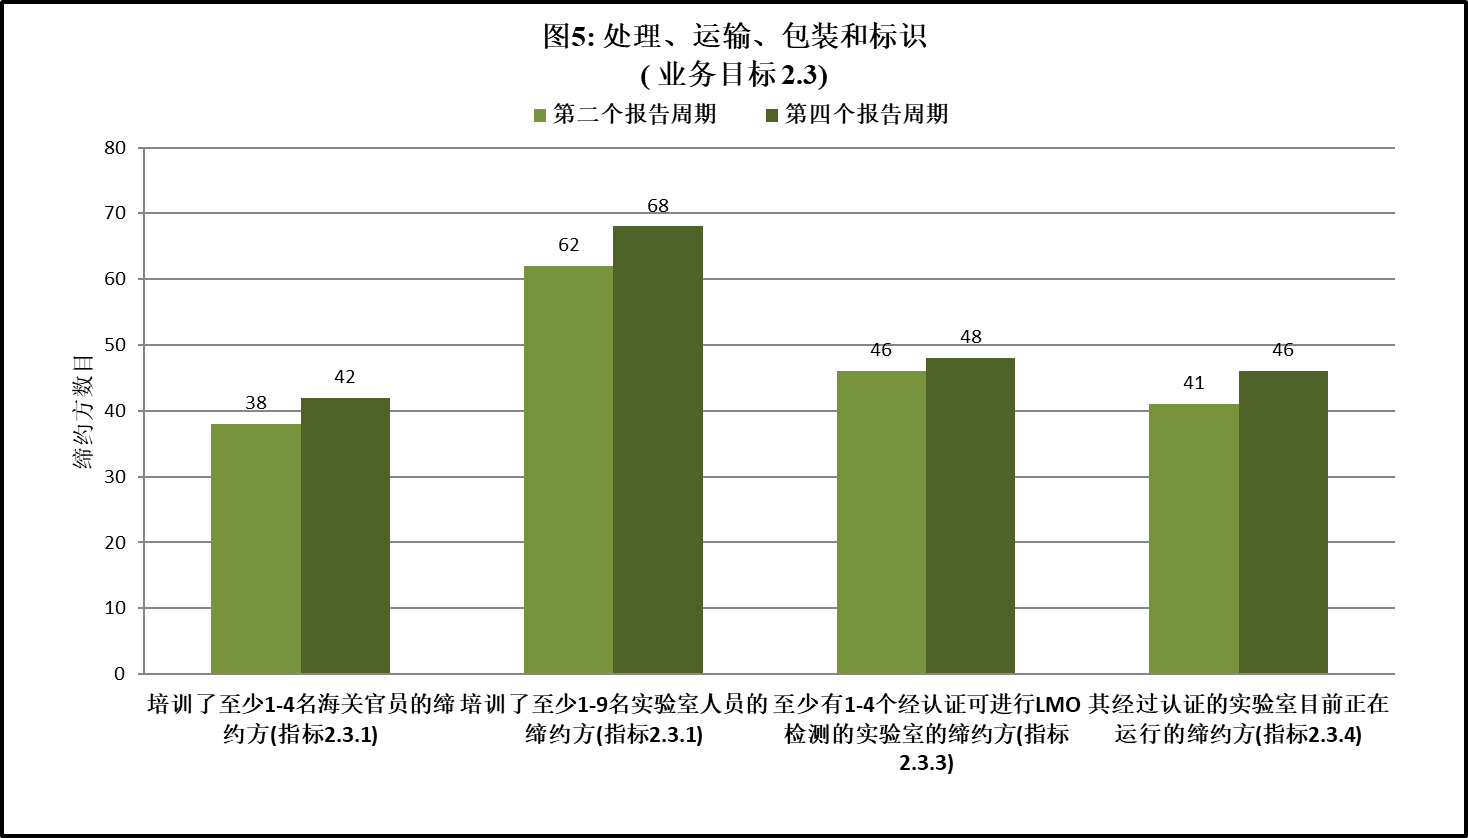 图5: 处理、运输、包装和标识
( 业务目标 2.3)
第二个报告周期 第四个报告周期
缔约方数目
80
70
60
50
40
30
20
10
0
38
42
62
68
46
48
41
46
培训了至少1-4名海关官员的缔
约方(指标2.3.1)
培训了至少1-9名实验室人员的
缔约方(指标2.3.1)
至少有1-4个经认证可进行LMO
检测的实验室的缔约方(指标
2.3.3)
其经过认证的实验室目前正在
运行的缔约方(指标2.3.4)